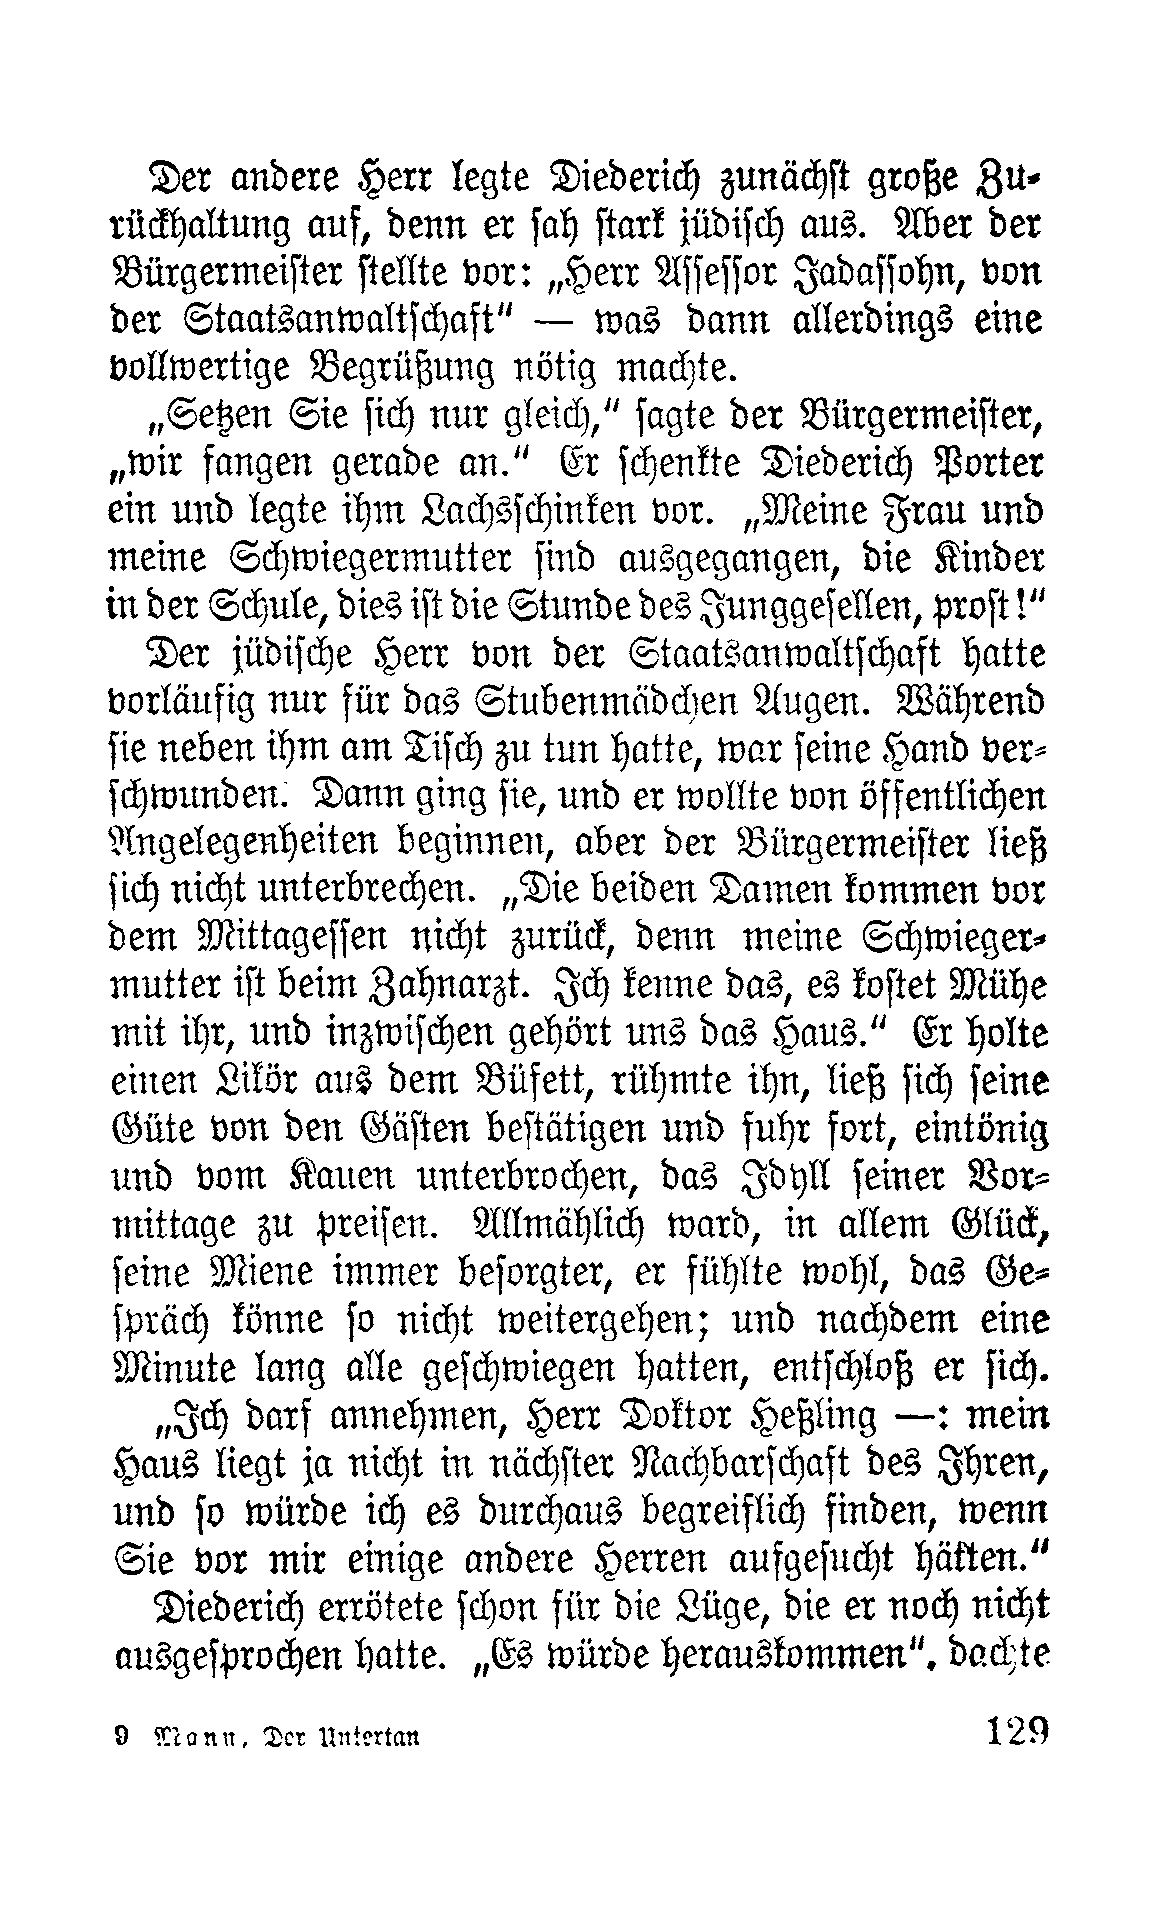 Der andere Herr legte Diederich zunächſt große Zu-
rückhaltung auf, denn er ſah ſtark jüdiſch aus. Aber der
Bürgermeiſter ſtellte vor: „Herr Aſſeſſor Jadaſſohn, von
der Staatsanwaltſchaft“ — was dann allerdings eine
vollwertige Begrüßung nötig machte.
„Setzen Sie ſich nur gleich,“ ſagte der Bürgermeiſter,
„wir fangen gerade an.“ Er ſchenkte Diederich Porter
ein und legte ihm Lachsſchinken vor. „Meine Frau und
meine Schwiegermutter ſind ausgegangen, die Kinder
in der Schule, dies iſt die Stunde des Junggeſellen, proſt!“
Der jüdiſche Herr von der Staatsanwaltſchaft hatte
vorläufig nur für das Stubenmädchen Augen. Während
ſie neben ihm am Tiſch zu tun hatte, war ſeine Hand ver-
ſchwunden. Dann ging ſie, und er wollte von öffentlichen
Angelegenheiten beginnen, aber der Bürgermeiſter ließ
ſich nicht unterbrechen. „Die beiden Damen kommen vor
dem Mittageſſen nicht zurück, denn meine Schwieger-
mutter iſt beim Zahnarzt. Ich kenne das, es koſtet Mühe
mit ihr, und inzwiſchen gehört uns das Haus.“ Er holte
einen Likör aus dem Büfett, rühmte ihn, ließ ſich ſeine
Güte von den Gäſten beſtätigen und fuhr fort, eintönig
und vom Kauen unterbrochen, das Idyll ſeiner Vor-
mittage zu preiſen. Allmählich ward, in allem Glück,
ſeine Miene immer beſorgter, er fühlte wohl, das Ge-
ſpräch könne ſo nicht weitergehen; und nachdem eine
Minute lang alle geſchwiegen hatten, entſchloß er ſich.
„Ich darf annehmen, Herr Doktor Heßling —: mein
Haus liegt ja nicht in nächſter Nachbarſchaft des Ihren,
und ſo würde ich es durchaus begreiflich finden, wenn
Sie vor mir einige andere Herren aufgeſucht hätten.“
Diederich errötete ſchon für die Lüge, die er noch nicht
ausgeſprochen hatte. „Es würde herauskommen“, dachte
9 Mann, Der Untertan 129